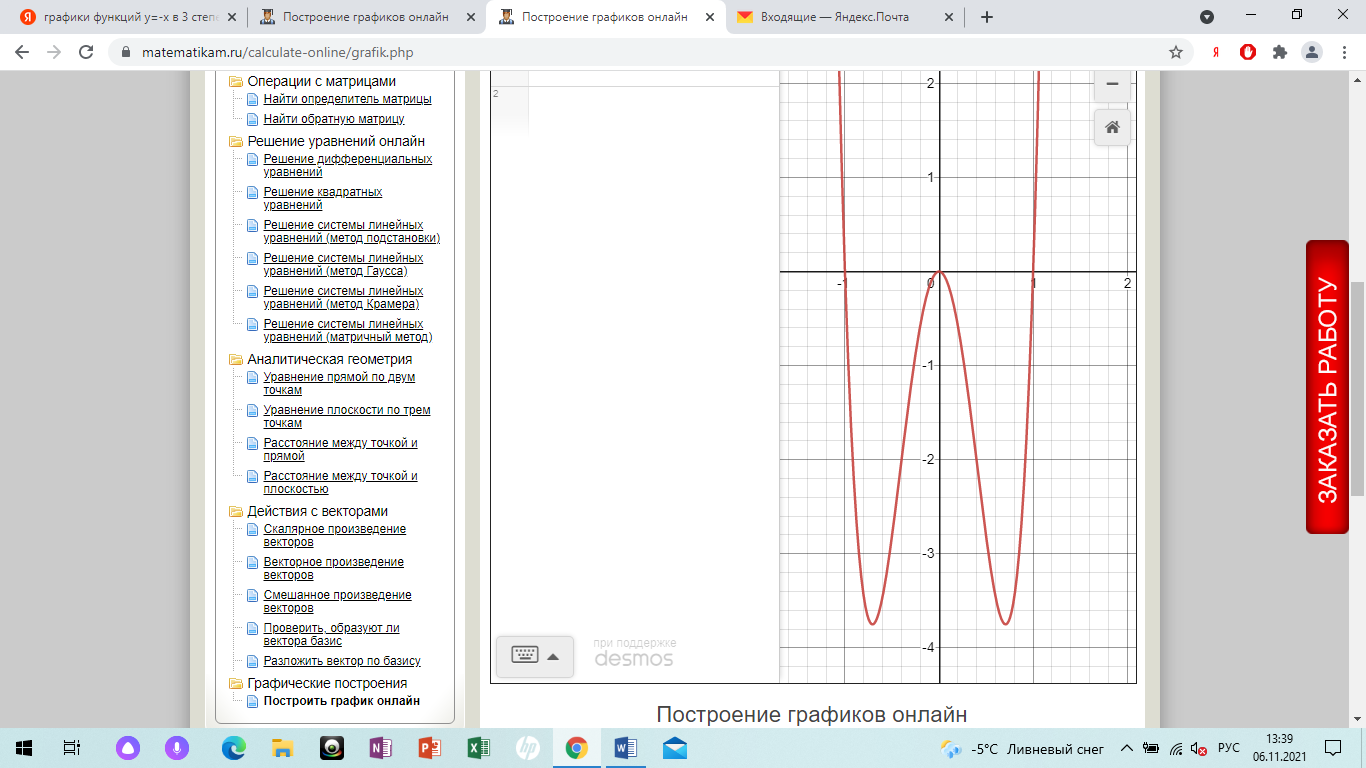 графики функций y=-x в 3 степе
Построение графиков онлайн
Построение графиков онлайн
Входящие — Яндекс.Почта
matematikam.ru/calculate-online/grafik.php
Операции с матрицами
Найти определитель матрицы
Найти обратную матрицу
Решение уравнений онлайн
Решение дифференциальных
уравнений
Решение квадратных
уравнений
Решение системы линейных
уравнений (метод подстановки)
Решение системы линейных
уравнений (метод Гаусса)
Решение системы линейных
уравнений (метод Крамера)
Решение системы линейных
уравнений (матричный метод)
Аналитическая геометрия
Уравнение прямой по двум
точкам
Уравнение плоскости по трем
точкам
Расстояние между точкой и
прямой
Расстояние между точкой и
плоскостью
Действия с векторами
Скалярное произведение
векторов
Векторное произведение
векторов
Смешанное произведение
векторов
Проверить, образуют ли
вектора базис
Разложить вектор по базису
Графические построения
Построить график онлайн
2
2
1
-1
0
1
2
-1
-2
-3
-4
при поддержке
desmos
Построение графиков онлайн
ЗАКАЗАТЬ РАБОТУ
-5°C Ливневый снег
РУС
13:39
06.11.2021